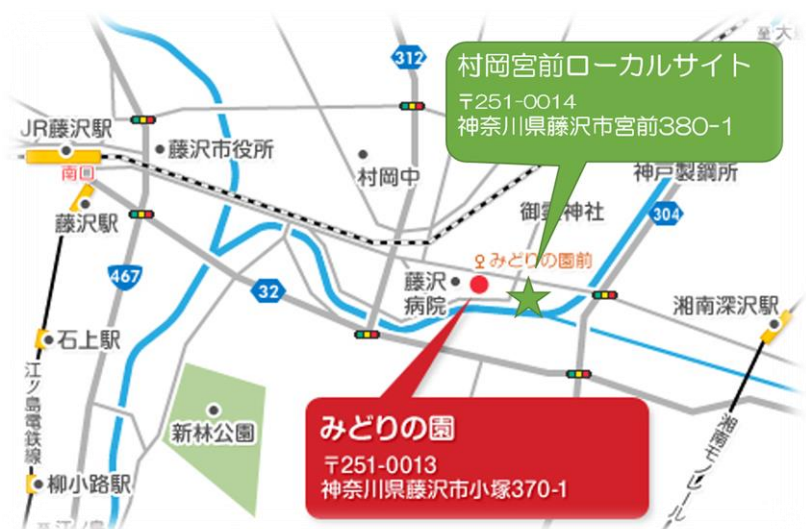 至大
312
村岡宮前ローカルサイト
〒251-0014
神奈川県藤沢市宮前380-1
JR藤沢駅
南口
藤沢市役所
村岡中
神戸製鋼所
藤沢駅
御霊神社
304
467
32
藤沢
病院
みどりの園前
湘南深沢駅
石上駅
江ノ島電鉄線
新林公園
みどりの園
〒251-0013
神奈川県藤沢市小塚370-1
湘南モノレール
柳小路駅
至江ノ島